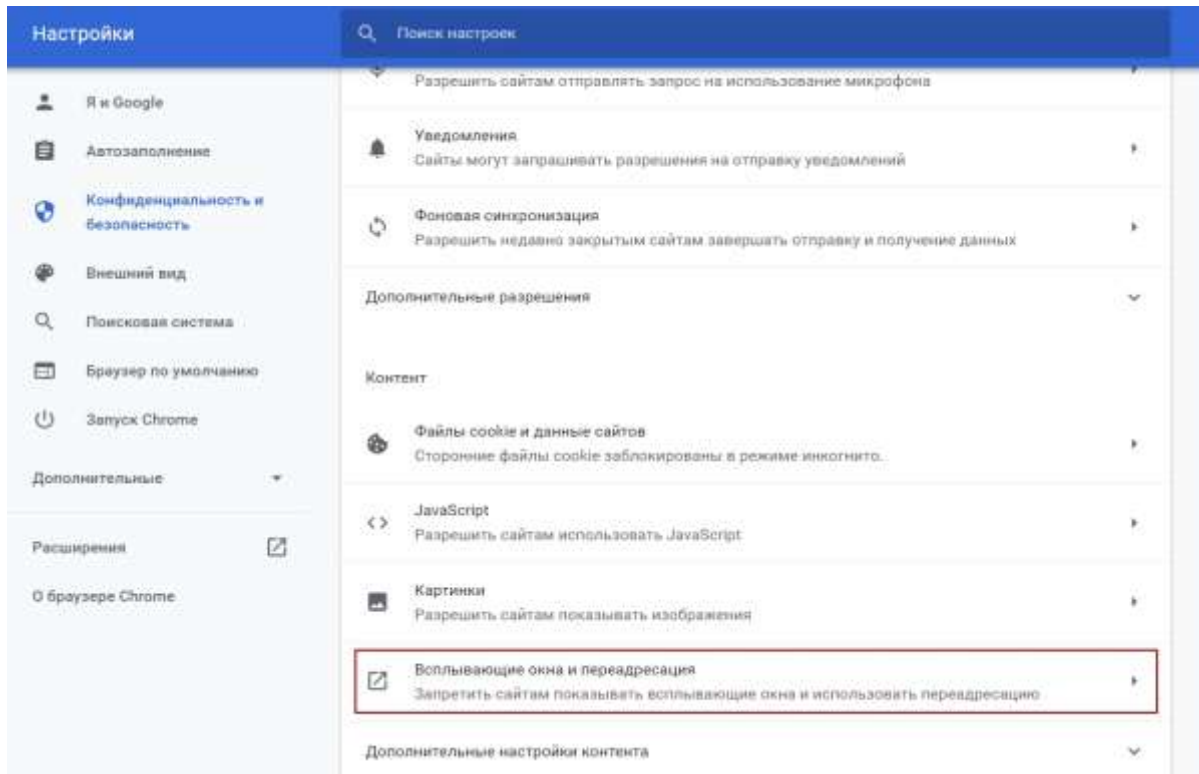 Настройки
Поиск настроек
Я и Google
Автозаполнение
Конфиденциальность и
безопасность
Внешний вид
Поисковая система
Браузер по умолчанию
Запуск Chrome
Дополнительные
Расширения
О браузере Chrome
Разрешить сайтам отправлять запрос на использование микрофона
Уведомления
Сайты могут запрашивать разрешения на отправку уведомлений
Фоновая синхронизация
Разрешить недавно закрытым сайтам завершать отправку и получение данных
Дополнительные разрешения
Контент
Файлы cookie и данные сайтов
Сторонние файлы cookie заблокированы в режиме инкогнито.
JavaScript
Разрешить сайтам использовать JavaScript
Картинки
Разрешить сайтам показывать изображения
Всплывающие окна и переадресация
Запретить сайтам показывать всплывающие окна и использовать переадресацию
Дополнительные настройки контента